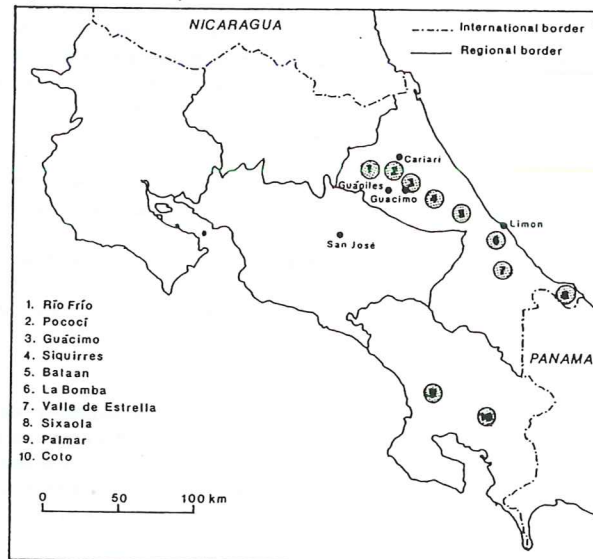 NICARAGUA
International border
Regional border
Cariari
1
2
3
Guápiles
Guacimo
4
5
Limon
6
San José
7
8
1. Río Frío
2. Pococí
3. Guácimo
4. Siquirres
5. Bataan
6. La Bomba
7. Valle de Estrella
8. Sixaola
9. Palmar
10. Coto
PANAMA
9
10
0 50 100 km